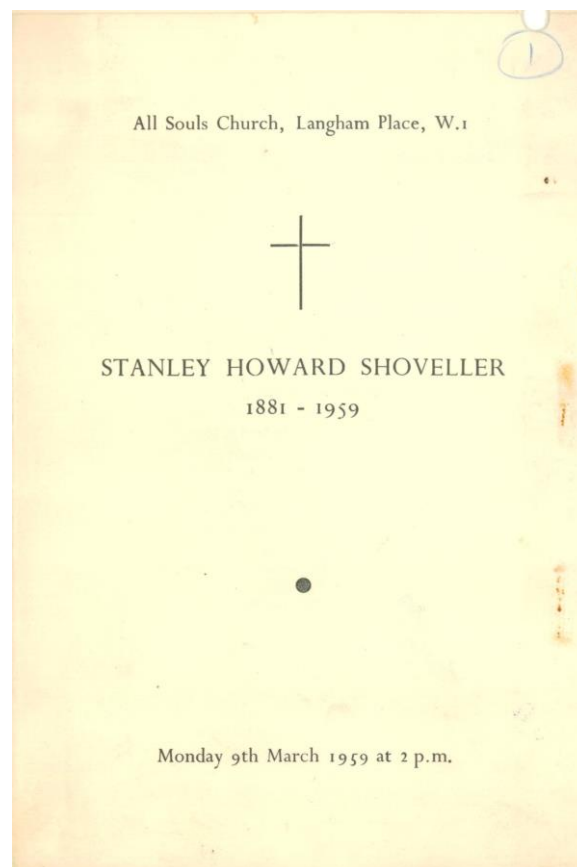 1
All Souls Church, Langham Place, W.1
STANLEY HOWARD SHOVELLER
1881 - 1959
Monday 9th March 1959 at 2 p.m.